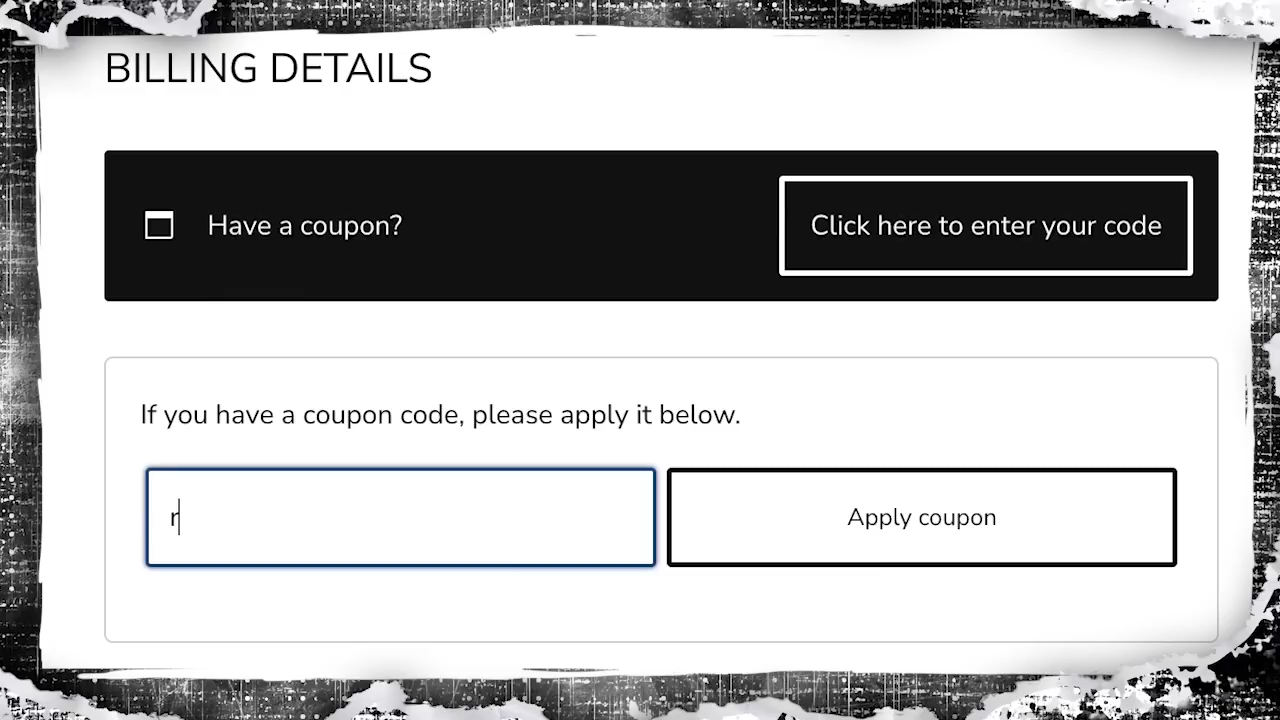 BILLING DETAILS
Have a coupon?
Click here to enter your code
If you have a coupon code, please apply it below.
r
Apply coupon